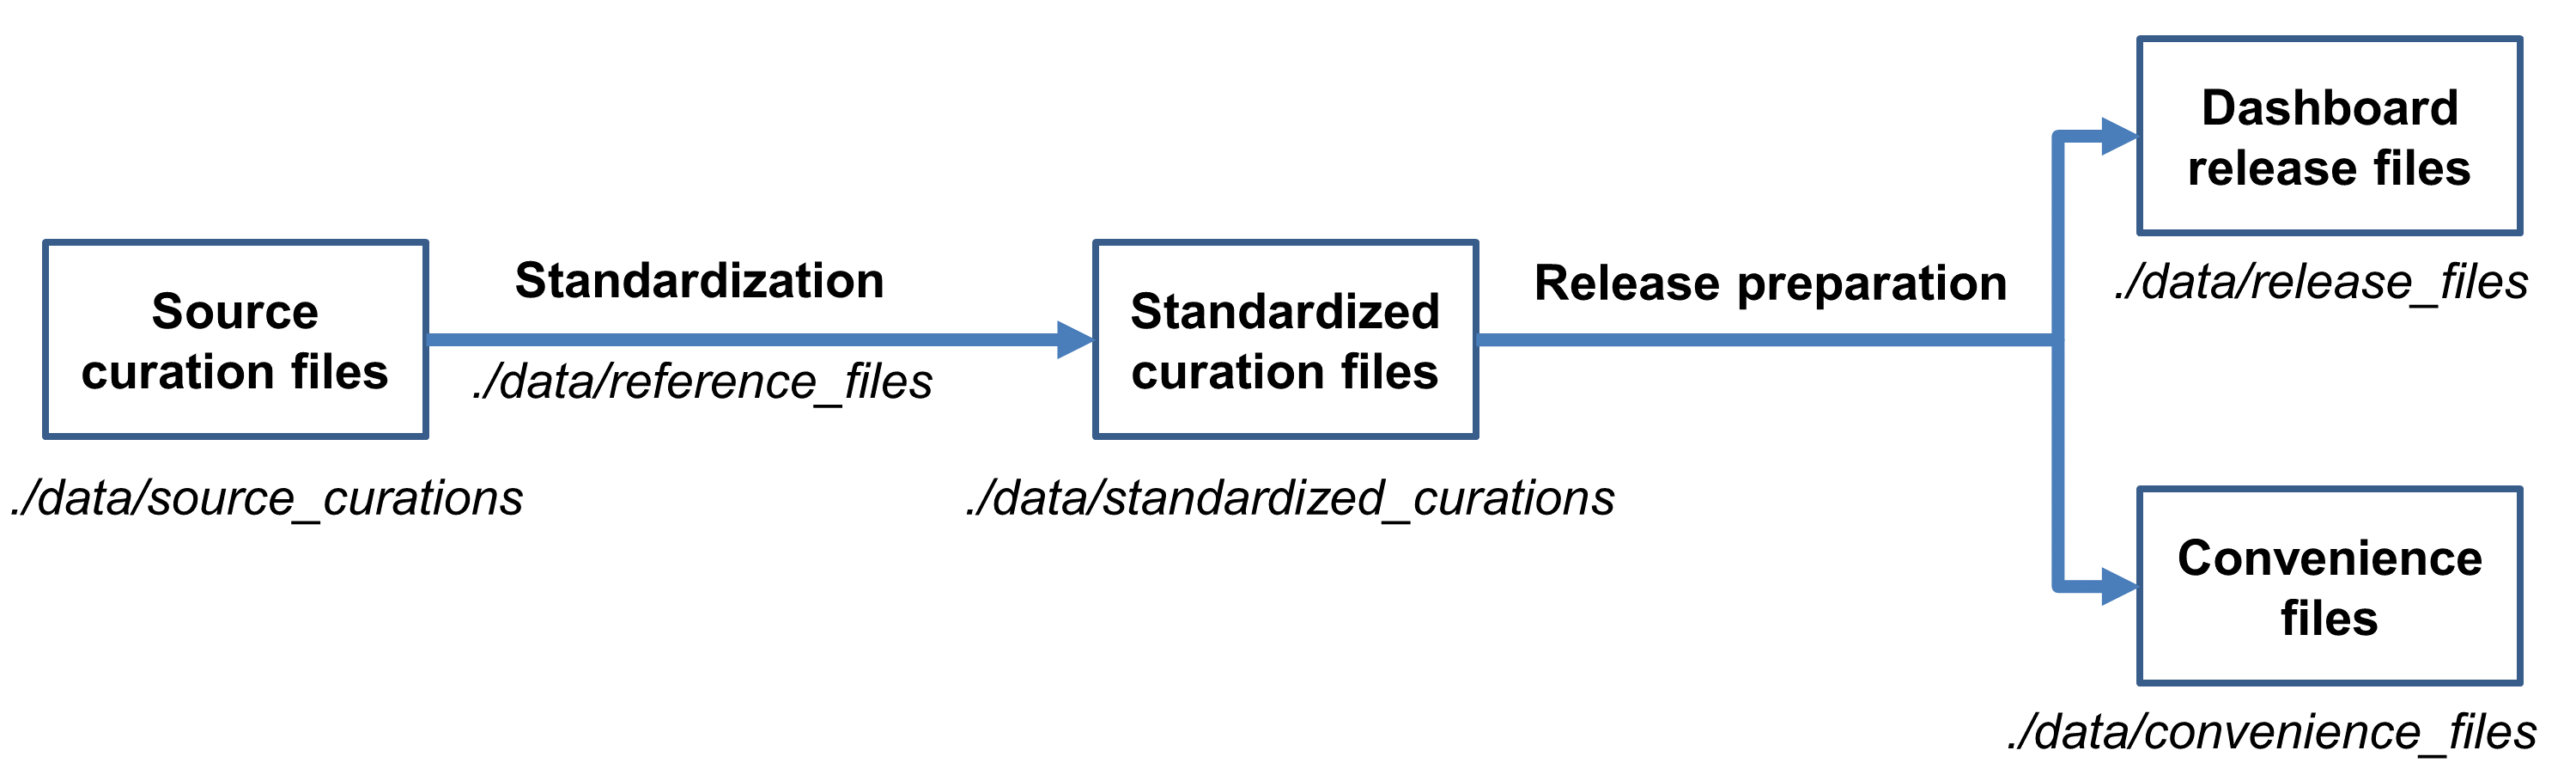 Source
curation files
./data/source_curations
Standardization
./data/reference_files
Standardized
curation files
./data/standardized_curations
Release preparation
Dashboard
release files
./data/release_files
Convenience
files
./data/convenience_files